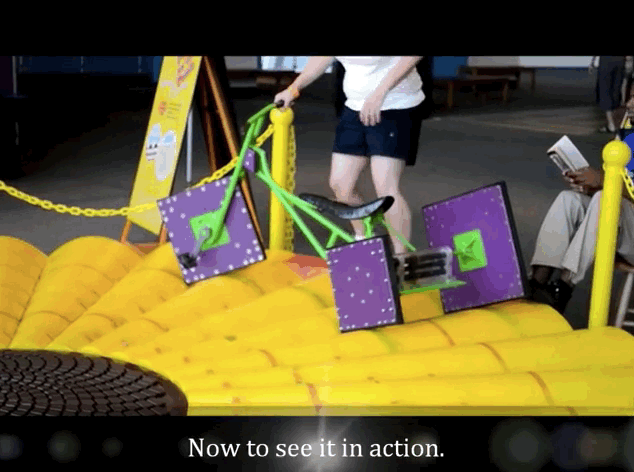 Now to see it in action.